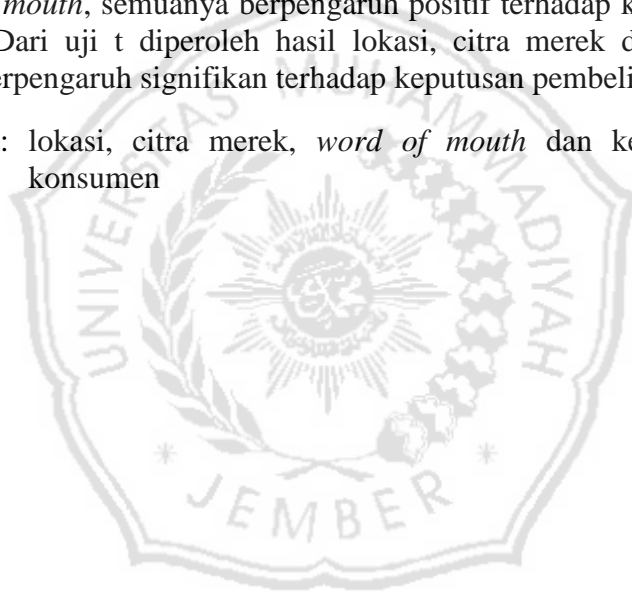 mouth, semuanya berpengaruh positif terhadap k
Dari uji t diperoleh hasil lokasi, citra merek d
erpengaruh signifikan terhadap keputusan pembeli
: lokasi, citra merek, word of mouth dan ke
konsumen
UNIVERSITAS MUHAMMADIYAH
JEMBER